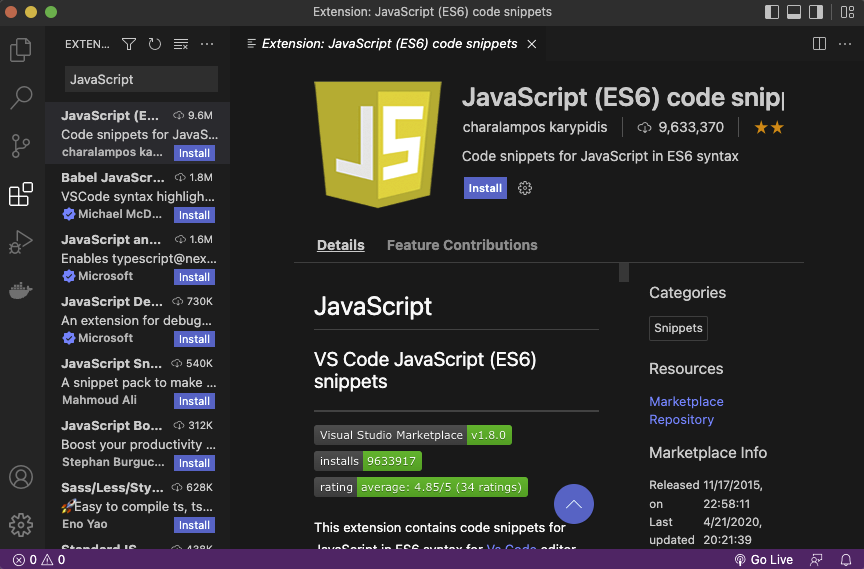 Extension: JavaScript (ES6) code snippets
EXTEN...
JavaScript
JavaScript (E... 9.6M
Code snippets for JavaS...
charalampos ka... Install
Babel JavaScr... 1.8M
VSCode syntax highligh...
Michael McD... Install
JavaScript an... 1.6M
Enables typescript@nex...
Microsoft Install
JavaScript De... 730K
An extension for debug...
Microsoft Install
JavaScript Sn... 540K
A snippet pack to make ...
Mahmoud Ali Install
JavaScript Bo... 312K
Boost your productivity ...
Stephan Burguc... Install
Sass/Less/Sty... 628K
🚀Easy to compile ts, ts...
Eno Yao Install
Standard JS 438K
Extension: JavaScript (ES6) code snippets
JS
JavaScript (ES6) code snipp
charalampos karypidis 9,633,370
Code snippets for JavaScript in ES6 syntax
Install
Details Feature Contributions
JavaScript
VS Code JavaScript (ES6)
snippets
Visual Studio Marketplace v1.8.0
installs 9633917
rating average: 4.85/5 (34 ratings)
This extension contains code snippets for
JavaScript in ES6 syntax for Vs Code editor
Categories
Snippets
Resources
Marketplace
Repository
Marketplace Info
Released 11/17/2015,
on 22:58:11
Last 4/21/2020,
updated 20:21:39
0 0
Go Live